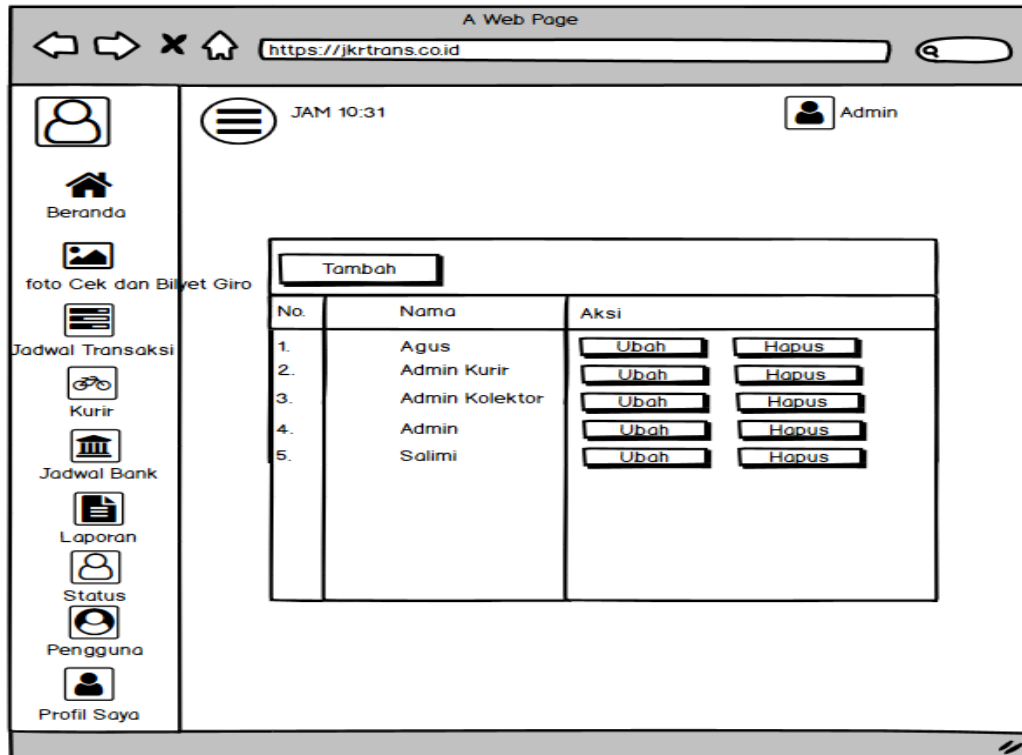 A Web Page
https://jkrtrans.co.id
JAM 10:31
Admin
Beranda
foto Cek dan Bilyet Giro
Jadwal Transaksi
Kurir
Jadwal Bank
Laporan
Status
Pengguna
Profil Saya
Tambah
No. Nama Aksi
1. Agus Ubah Hapus
2. Admin Kurir Ubah Hapus
3. Admin Kolektor Ubah Hapus
4. Admin Ubah Hapus
5. Salimi Ubah Hapus